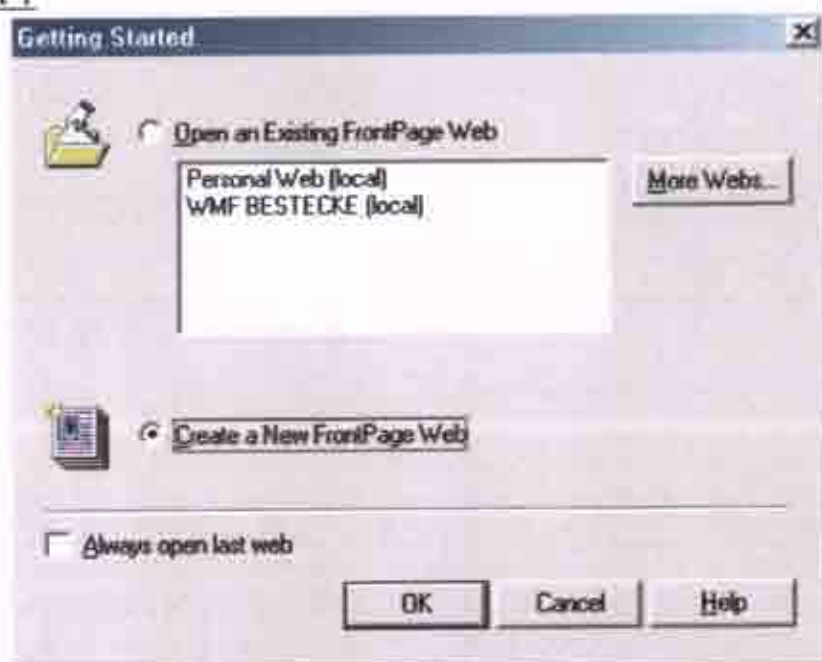 Getting Started
Open an Existing FrontPage Web
Personal Web (local)
WMF BESTECKE (local)
More Webs...
Create a New FrontPage Web
Always open last web
OK
Cancel
Help